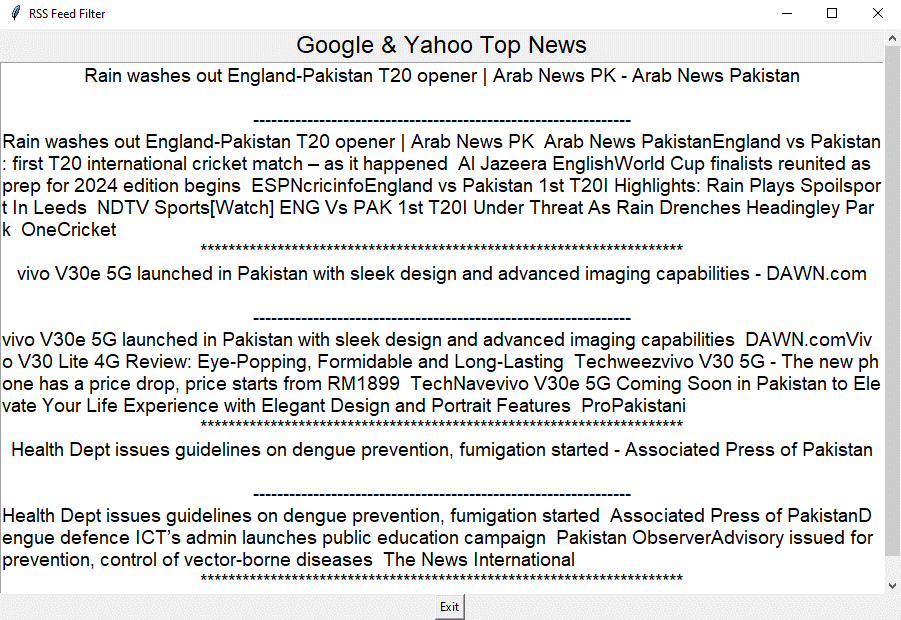 RSS Feed Filter
Google & Yahoo Top News
Rain washes out England-Pakistan T20 opener | Arab News PK - Arab News Pakistan
---------------------------------------------------------------
Rain washes out England-Pakistan T20 opener | Arab News PK  Arab News PakistanEngland vs Pakistan
: first T20 international cricket match – as it happened  Al Jazeera EnglishWorld Cup finalists reunited as
prep for 2024 edition begins  ESPNcricinfoEngland vs Pakistan 1st T20I Highlights: Rain Plays Spoilspor
t In Leeds  NDTV Sports[Watch] ENG Vs PAK 1st T20I Under Threat As Rain Drenches Headingley Par
k  OneCricket
*********************************************************************
vivo V30e 5G launched in Pakistan with sleek design and advanced imaging capabilities - DAWN.com
---------------------------------------------------------------
vivo V30e 5G launched in Pakistan with sleek design and advanced imaging capabilities  DAWN.comViv
o V30 Lite 4G Review: Eye-Popping, Formidable and Long-Lasting  Techweezvivo V30 5G - The new ph
one has a price drop, price starts from RM1899  TechNavevivo V30e 5G Coming Soon in Pakistan to Ele
vate Your Life Experience with Elegant Design and Portrait Features  ProPakistani
*********************************************************************
Health Dept issues guidelines on dengue prevention, fumigation started - Associated Press of Pakistan
---------------------------------------------------------------
Health Dept issues guidelines on dengue prevention, fumigation started  Associated Press of PakistanD
engue defence ICT's admin launches public education campaign  Pakistan ObserverAdvisory issued for
prevention, control of vector-borne diseases  The News International
*********************************************************************
Exit